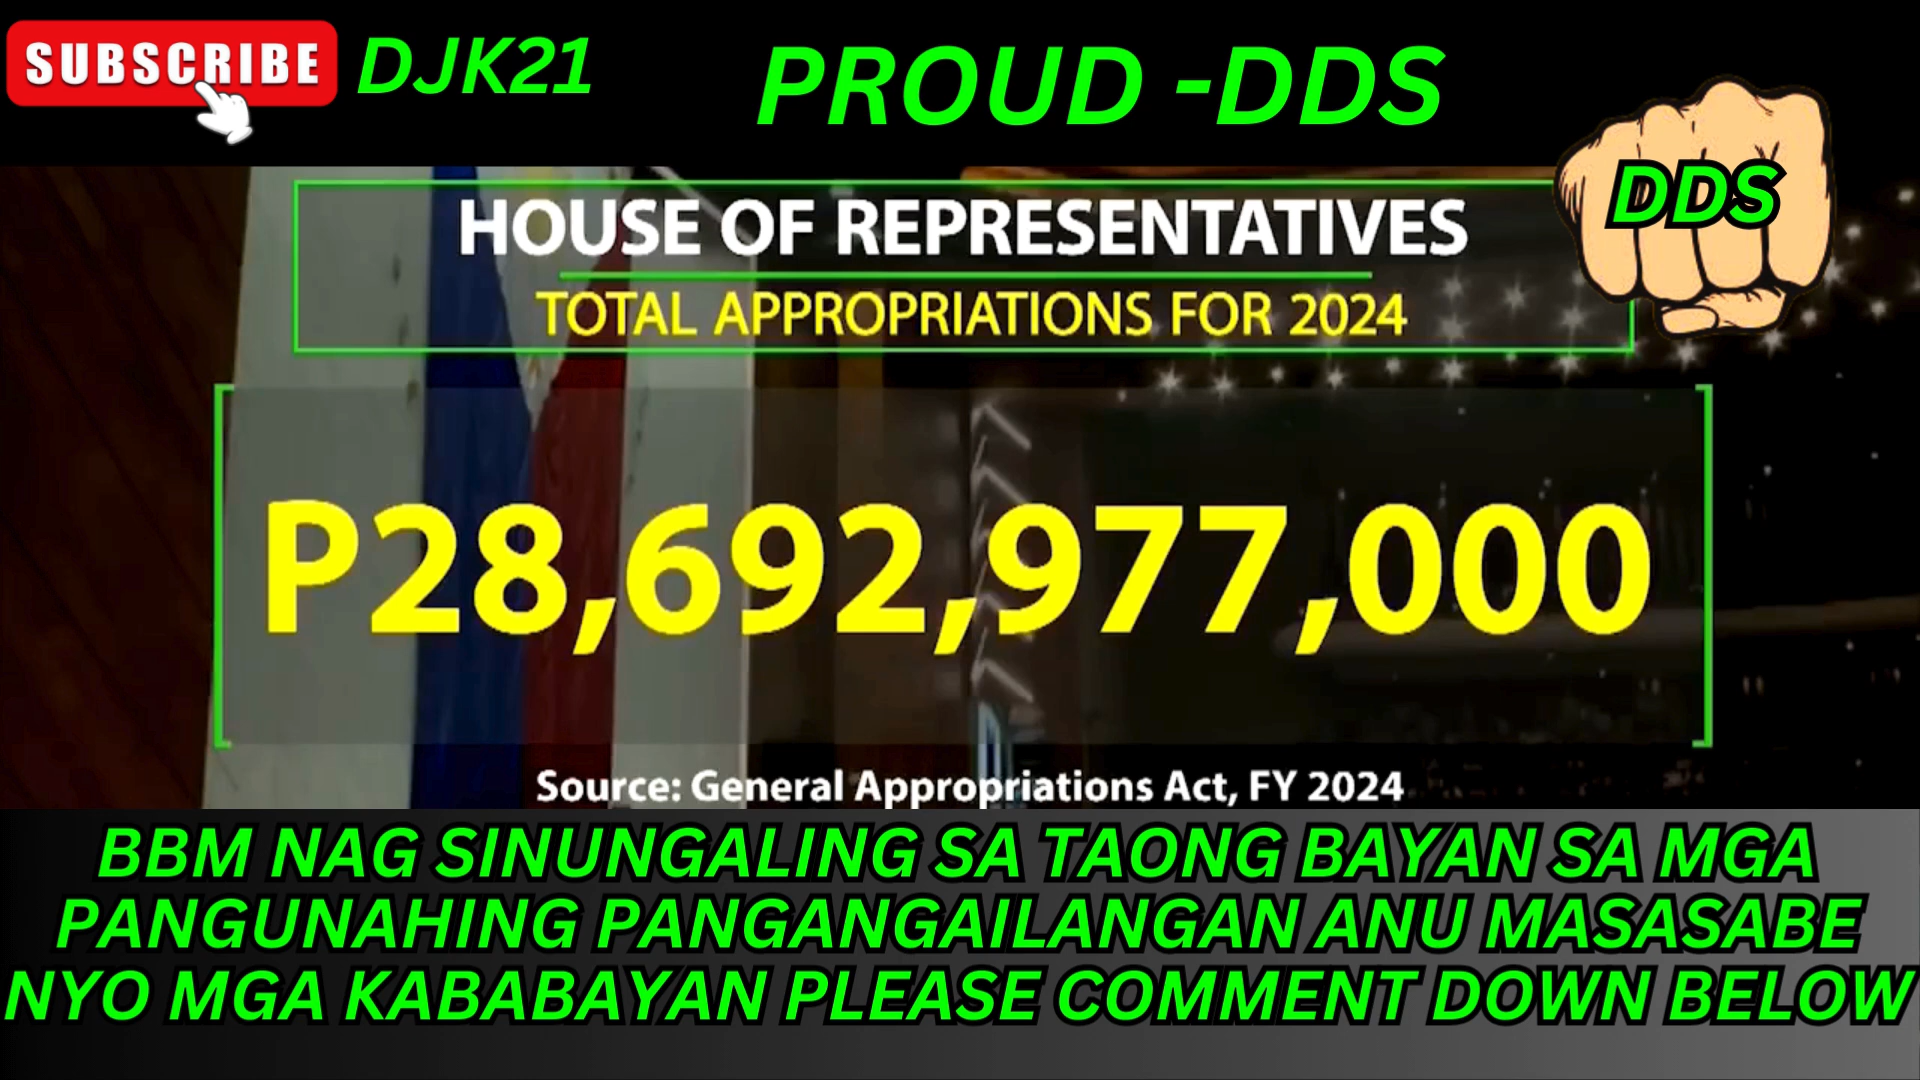 SUBSCRIBE DJK21 PROUD -DDS
DDS
HOUSE OF REPRESENTATIVES
TOTAL APPROPRIATIONS FOR 2024
P28,692,977,000
Source: General Appropriations Act, FY 2024
BBM NAG SINUNGALING SA TAONG BAYAN SA MGA
PANGUNAHING PANGANGAILANGAN ANU MASASABE
NYO MGA KABABAYAN PLEASE COMMENT DOWN BELOW